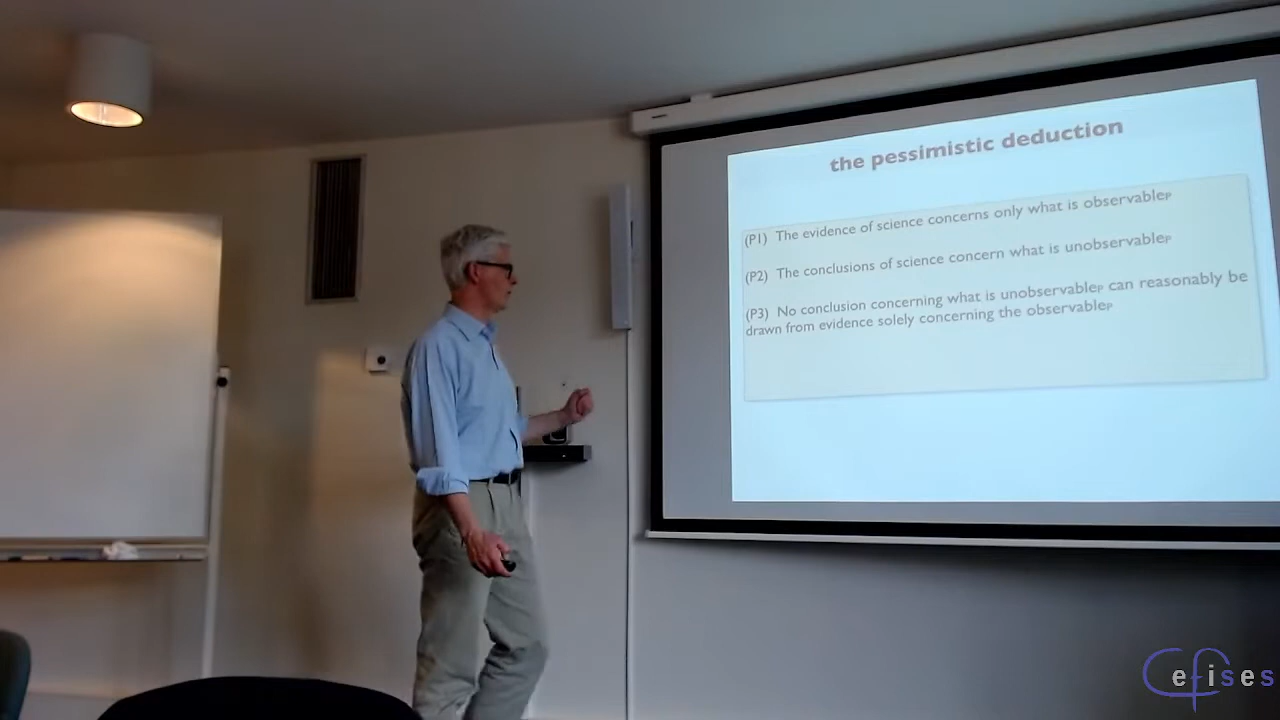 the pessimistic deduction
(P1) The evidence of science concerns only what is observableP
(P2) The conclusions of science concern what is unobservableP
(P3) No conclusion concerning what is unobservableP can reasonably be
drawn from evidence solely concerning the observableP
Cefises